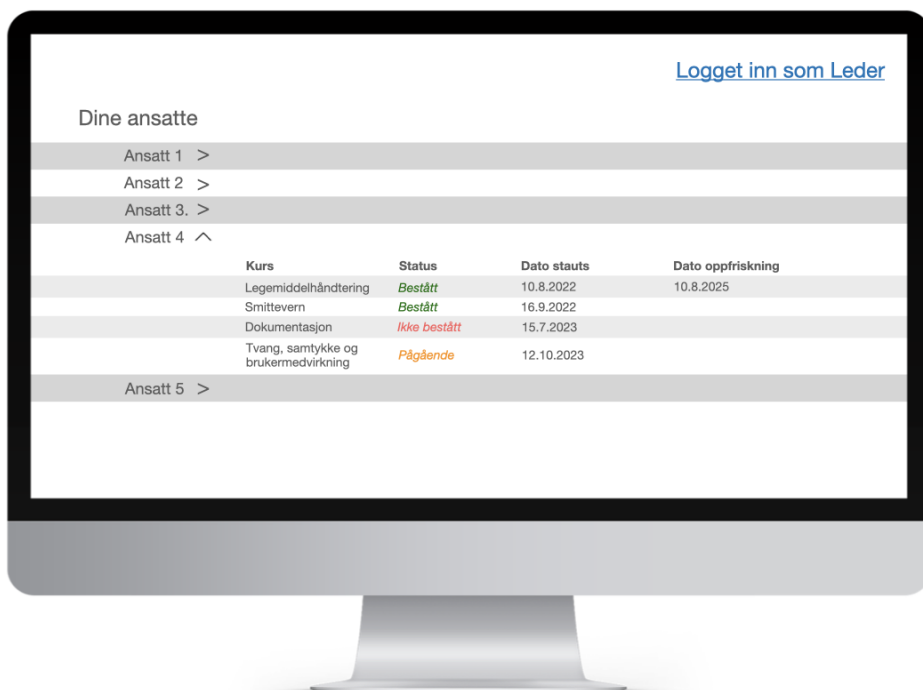 Logget inn som Leder
Dine ansatte
Ansatt 1 >
Ansatt 2 >
Ansatt 3. >
Ansatt 4
Kurs Status Dato stauts Dato oppfriskning
Legemiddelhåndtering Bestått 10.8.2022 10.8.2025
Smittevern Bestått 16.9.2022
Dokumentasjon Ikke bestått 15.7.2023
Tvang, samtykke og
brukermedvirkning Pågående 12.10.2023
Ansatt 5 >